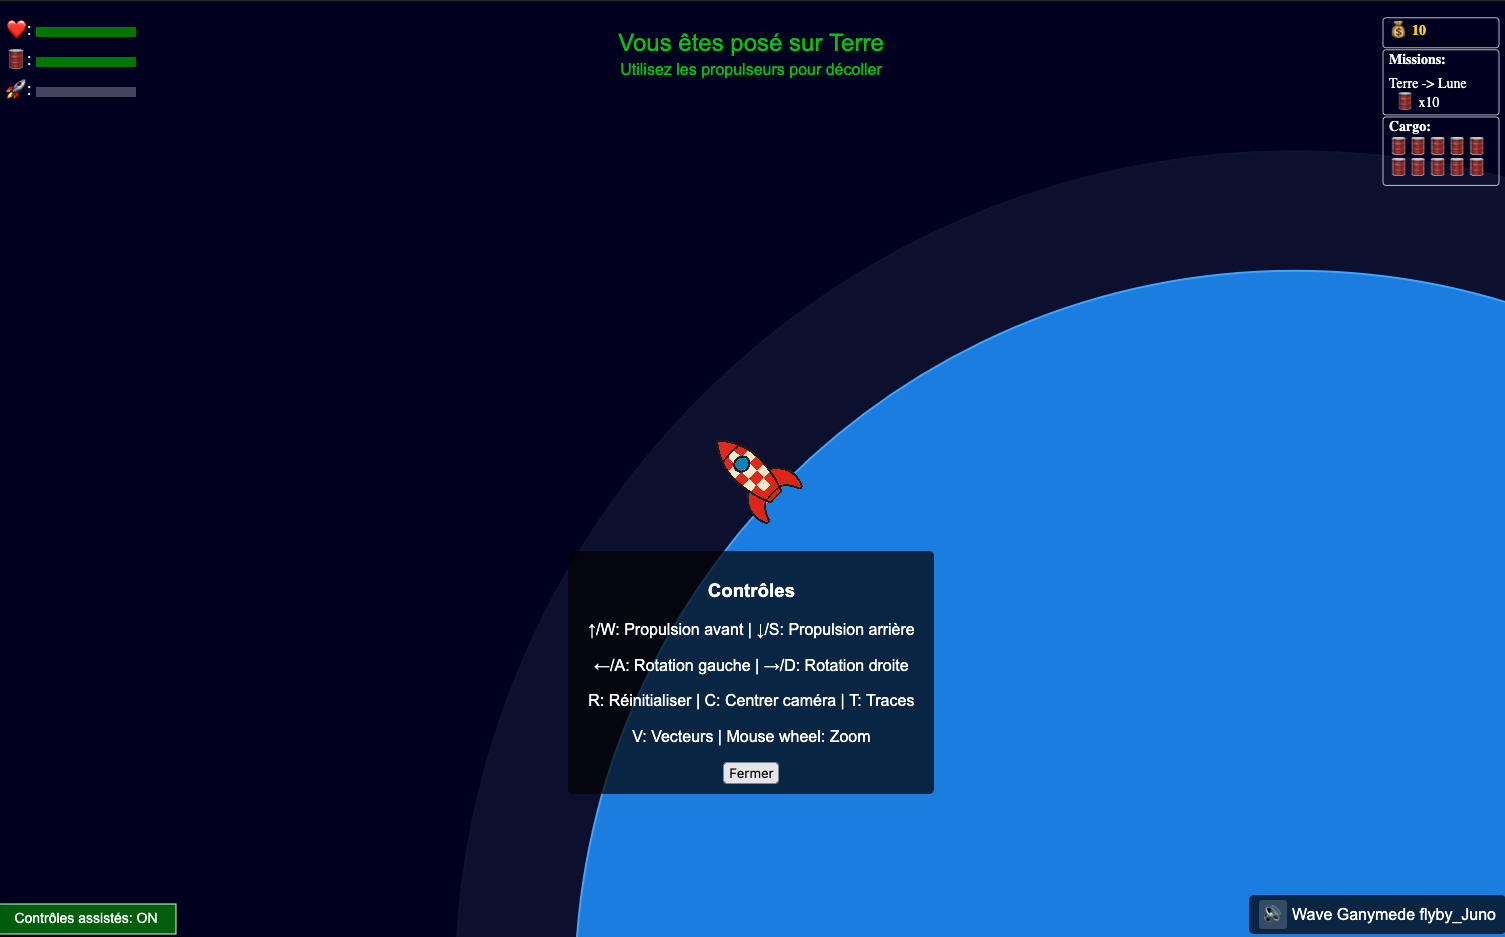 Vous êtes posé sur Terre
Utilisez les propulseurs pour décoller
10
Missions:
Terre -> Lune
x10
Cargo:
Contrôles
↑/W: Propulsion avant | ↓/S: Propulsion arrière
←/A: Rotation gauche | →/D: Rotation droite
R: Réinitialiser | C: Centrer caméra | T: Traces
V: Vecteurs | Mouse wheel: Zoom
Fermer
Contrôles assistés: ON
Wave Ganymede flyby_Juno